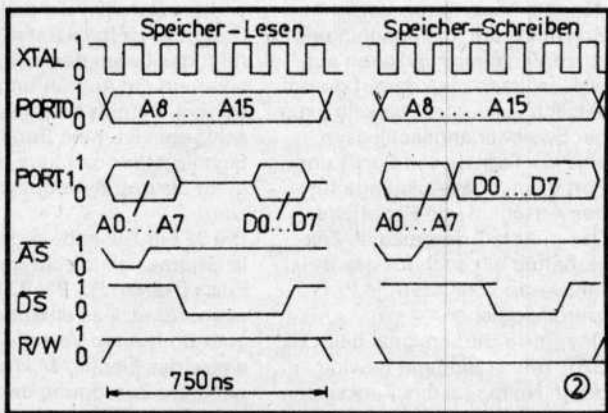 Speicher-Lesen Speicher-Schreiben
XTAL 1 0
PORT0 1 0 A8 A15 A8 A15
PORT1 1 0 D0...D7
A0...A7 D0...D7 A0...A7
AS 1 0
DS 1 0
R/W 1 0
750ns ②